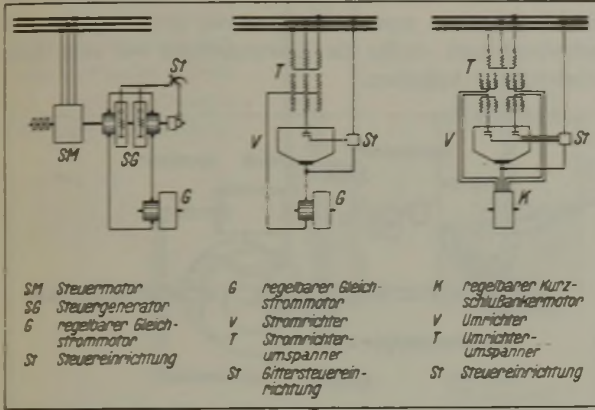 St
SM
SG
G
T
V
St
G
T
V
St
K
SM Steuermotor
SG Steuergenerator
G regelbarer Gleich-
strommotor
St Steuereinrichtung
G regelbarer Gleich-
strommotor
V Stromrichter
T Stromrichter-
umspanner
St Gittersteuerein-
richtung
K regelbarer Kurz-
schlußankermotor
V Umrichter
T Umrichter-
umspanner
St Steuereinrichtung